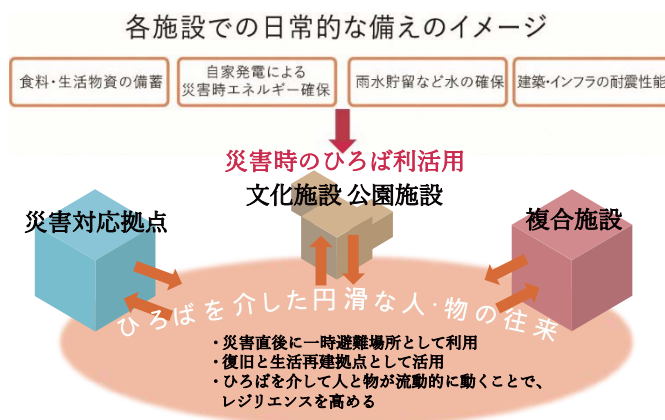 各施設での日常的な備えのイメージ
食料・生活物資の備蓄
自家発電による
災害時エネルギー確保
雨水貯留など水の確保
建築・インフラの耐震性能
災害時のひろば利活用
文化施設 公園施設
災害対応拠点
複合施設
ひろばを介した円滑な人・物の往来
・災害直後に一時避難場所として利用
・復旧と生活再建拠点として活用
・ひろばを介して人と物が流動的に動くことで、
レジリエンスを高める